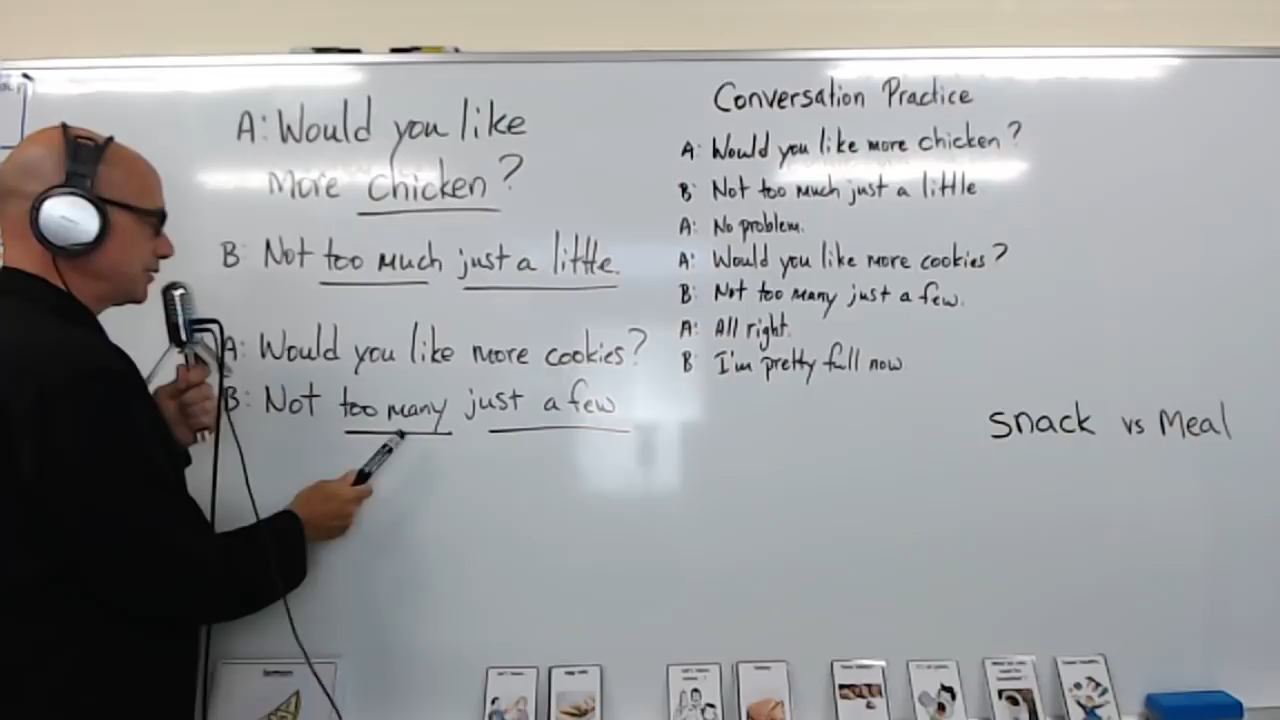 A: Would you like
more chicken?
B: Not too much just a little.
A: Would you like more cookies?
B: Not too many just a few
Conversation Practice
A: Would you like more chicken?
B: Not too much just a little
A: No problem.
A: Would you like more cookies?
B: Not too many just a few.
A: All right.
B: I'm pretty full now.
Snack vs Meal